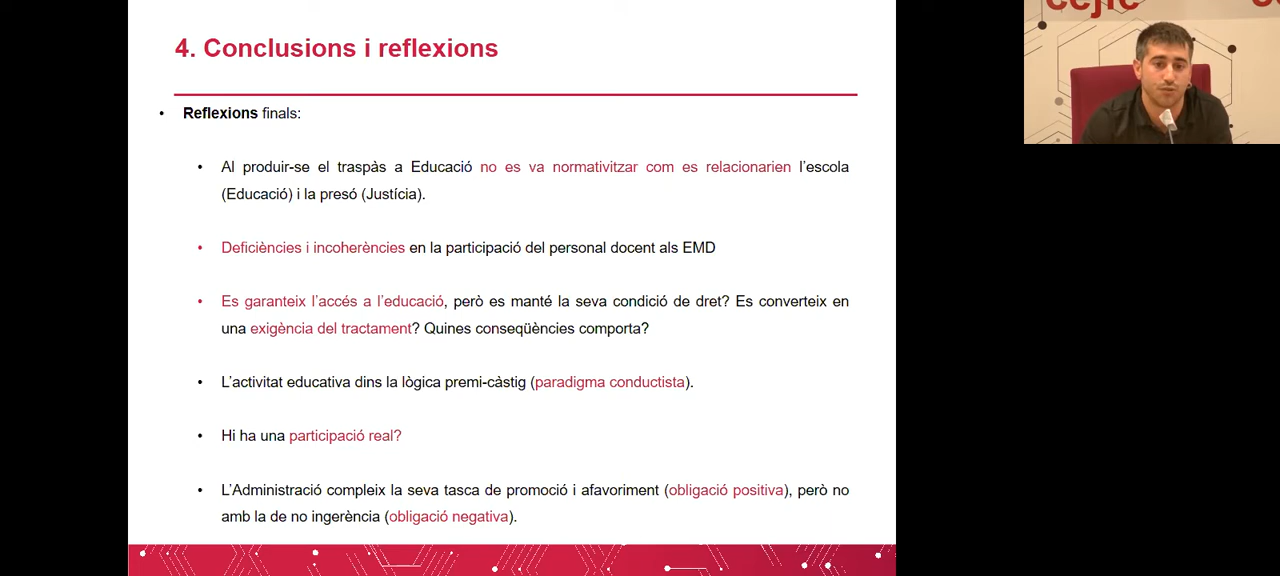 4. Conclusions i reflexions
• Reflexions finals:
• Al produir-se el traspàs a Educació no es va normativitzar com es relacionarien l’escola
(Educació) i la presó (Justícia).
• Deficiències i incoherències en la participació del personal docent als EMD
• Es garanteix l’accés a l’educació, però es manté la seva condició de dret? Es converteix en
una exigència del tractament? Quines conseqüències comporta?
• L’activitat educativa dins la lògica premi-càstig (paradigma conductista).
• Hi ha una participació real?
• L’Administració compleix la seva tasca de promoció i afavoriment (obligació positiva), però no
amb la de no ingerència (obligació negativa).